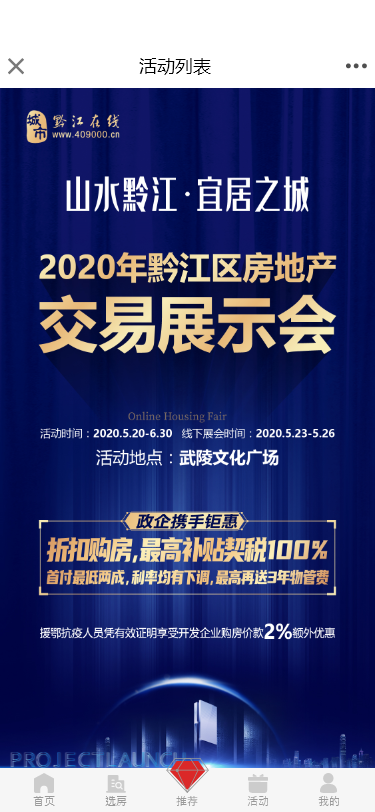 活动列表
城市
黔江在线
www.409000.cn
山水黔江·宜居之城
2020年黔江区房地产
交易展示会
Online Housing Fair
活动时间：2020.5.20-6.30 线下展会时间：2020.5.23-5.26
活动地点：武陵文化广场
政企携手钜惠
折扣购房,最高补贴契税100%
首付最低两成,利率均有下调,最高再送3年物管费
援鄂抗疫人员凭有效证明享受开发企业购房价款2%额外优惠
PROJECT LAUNCH
首页 选房 推荐 活动 我的